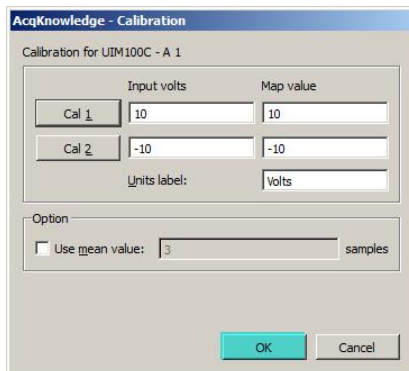 AcqKnowledge - Calibration
Calibration for UIM100C - A 1
Input volts Map value
Cal 1 10 10
Cal 2 -10 -10
Units label: Volts
Option
Use mean value: 3 samples
OK Cancel